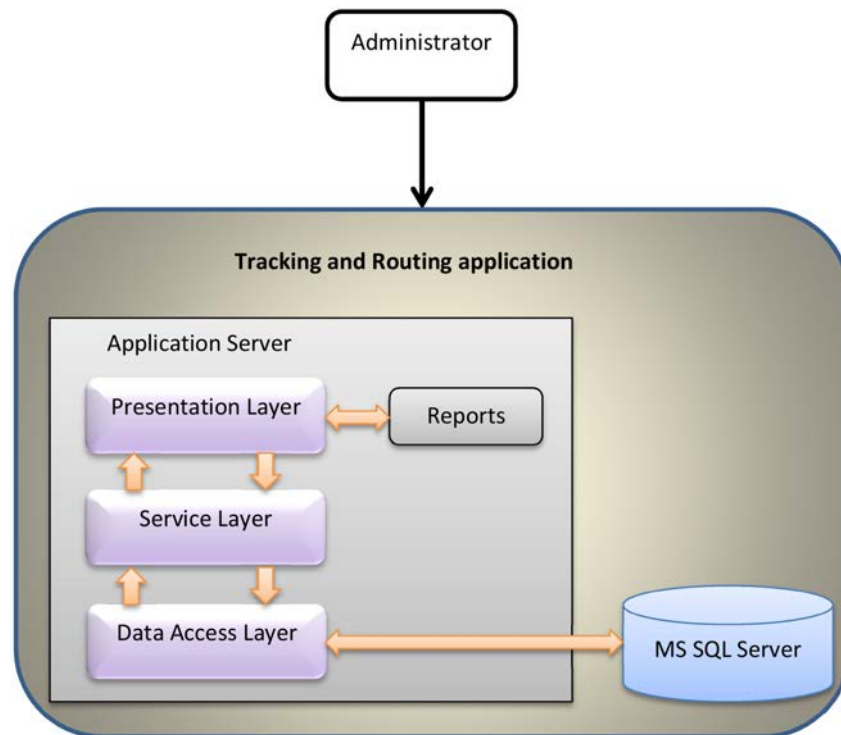 Administrator
Tracking and Routing application
Application Server
Presentation Layer
Reports
Service Layer
Data Access Layer
MS SQL Server